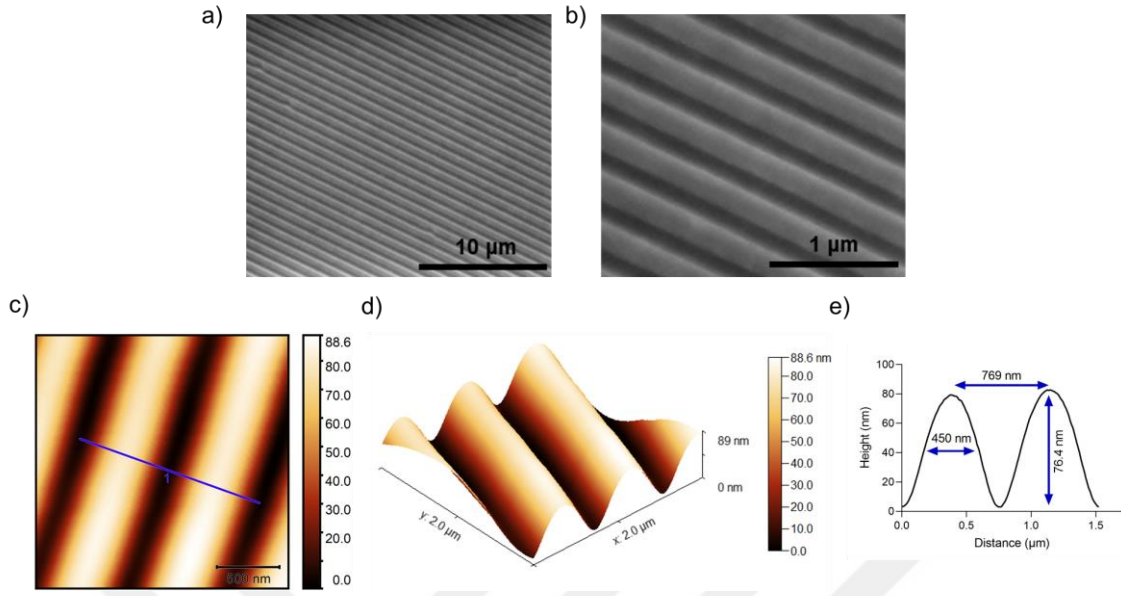 a)
b)
10 µm
1 µm
c)
d)
e)
1
500 nm
88.6
80.0
70.0
60.0
50.0
40.0
30.0
20.0
0.0
y: 2.0 µm
x: 2.0 µm
89 nm
0 nm
88.6 nm
80.0
70.0
60.0
50.0
40.0
30.0
20.0
10.0
0.0
100
80
60
40
20
0
Height (nm)
769 nm
450 nm
76.4 nm
0.0 0.5 1.0 1.5
Distance (µm)